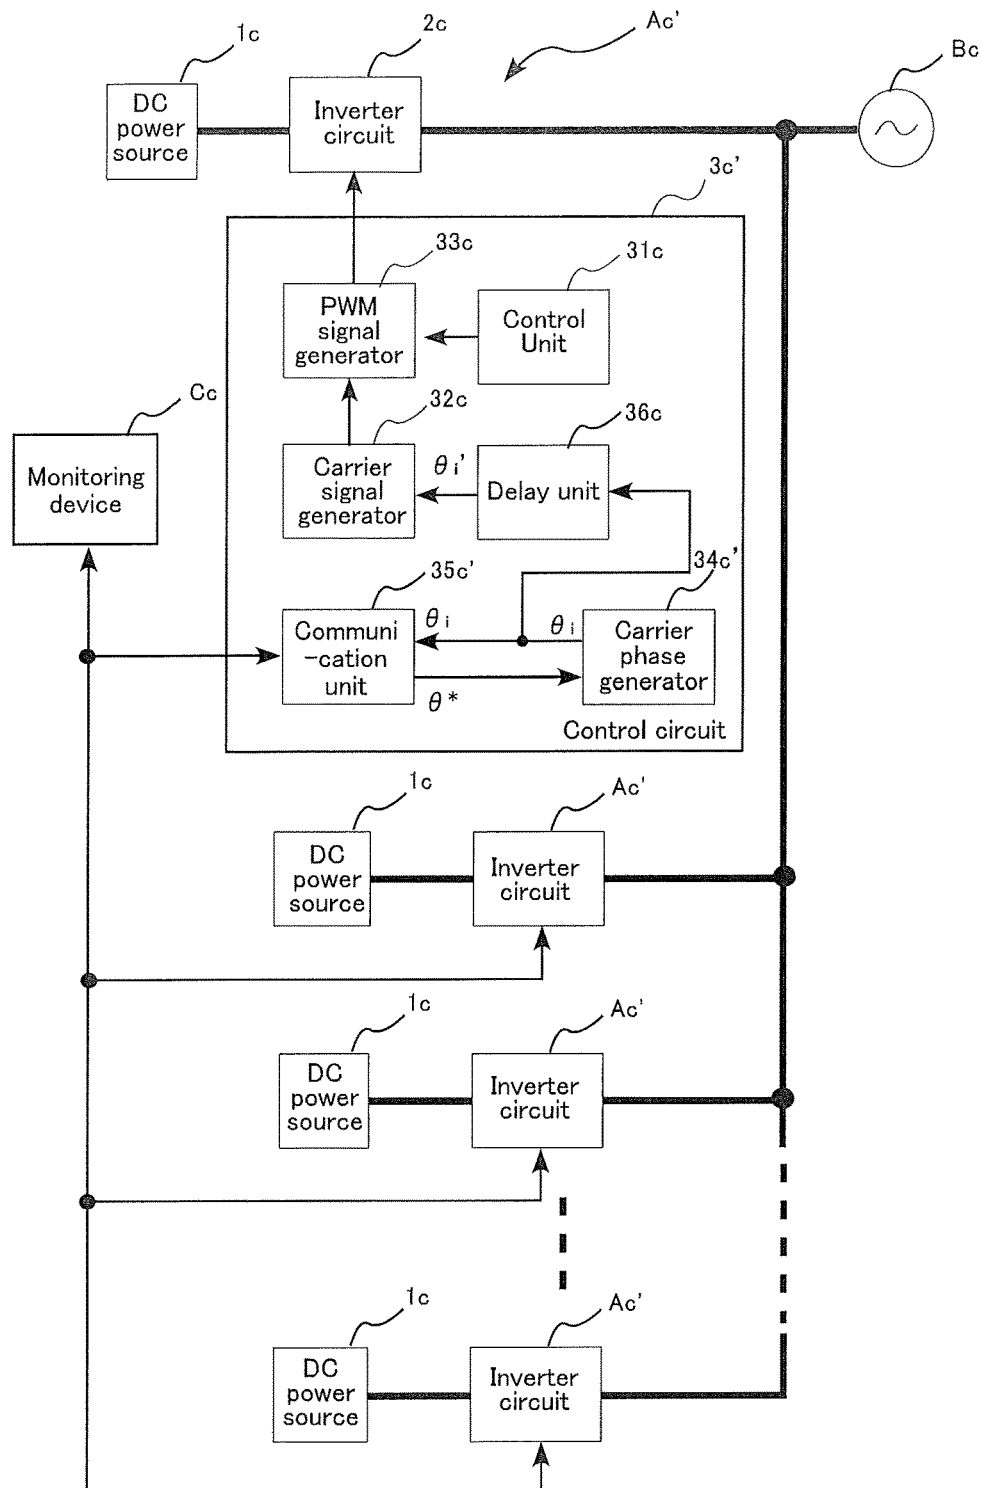 1c
2c
Ac'
Bc
DC
power
source
Inverter
circuit
3c'
33c
31c
PWM
signal
generator
Control
Unit
Cc
32c
36c
Monitoring
device
Carrier
signal
generator
θi'
Delay unit
35c'
34c'
Communi
-cation
unit
θi
θi
Carrier
phase
generator
θ*
Control circuit
1c
Ac'
DC
power
source
Inverter
circuit
1c
Ac'
DC
power
source
Inverter
circuit
1c
Ac'
DC
power
source
Inverter
circuit